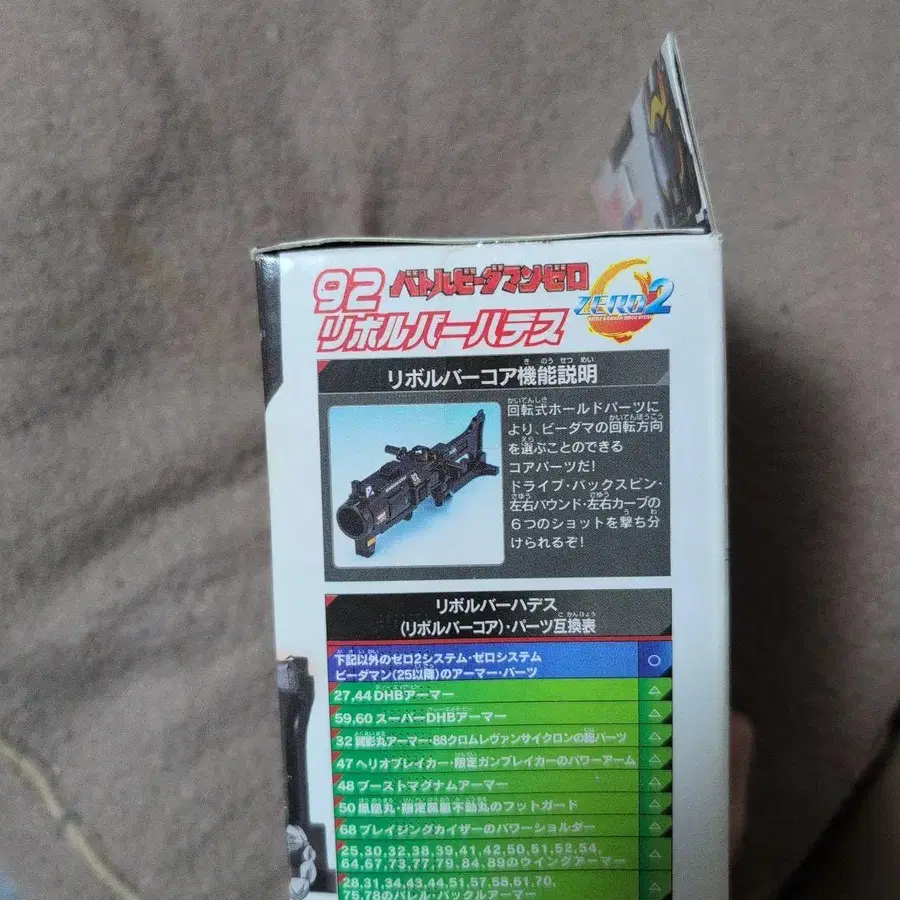 92 バトルビーダマンゼロ
リボルバーハデス
ZERO2
リボルバーコア機能説明
回転式ホールドパーツに
より、ビーダマの回転方向
を選ぶことのできる
コアパーツだ!
ドライブ・バックスピン・
左右バウンド・左右カーブの
6つのショットを撃ち分
けられるぞ!
リボルバーハデス
(リボルバーコア)・パーツ互換表
下記以外のゼロ2システム・ゼロシステム ○
ビーダマン(25以降)のアーマー・パーツ
27,44 DHBアーマー △
59,60 スーパーDHBアーマー △
32 闘影丸アーマー・88クロムレヴァンサイクロンの パーツ △
47 ヘリオブレイカー・限定ガンブレイカーのパワーアーム △
48 ブーストマグナムアーマー △
50 鳳凰丸・限定鳳凰不動丸のフットガード △
68 ブレイジングカイザーのパワーショルダー △
25,30,32,38,39,41,42,50,51,52,54, △
64,67,73,77,79,84,89のウイングアーマー
28,31,34,43,44,51,57,58,61,70, △
75,78のバレル・バックルアーマー